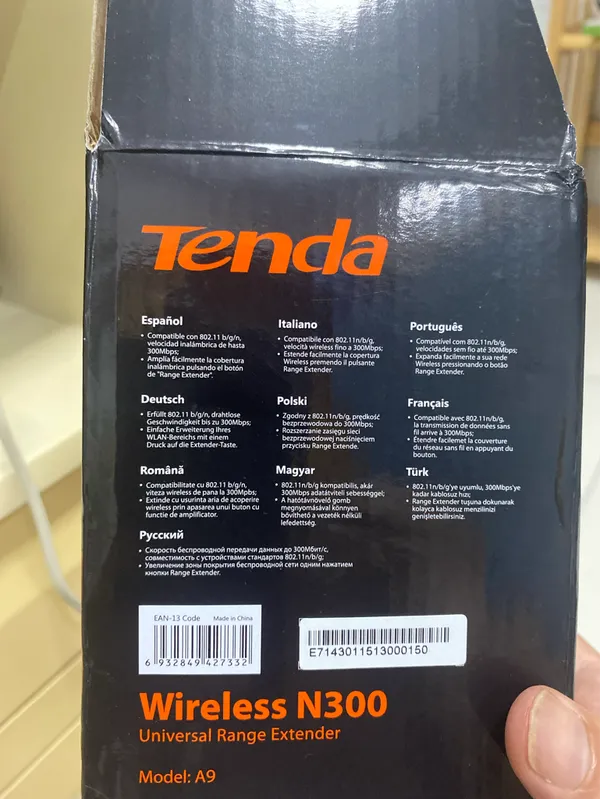 Tenda
Español
• Compatible con 802.11 b/g/n,
velocidad inalámbrica de hasta
300Mbps;
• Amplia fácilmente la cobertura
inalámbrica pulsando el botón
de "Range Extender".
Italiano
• Compatibile con 802.11n/b/g,
velocità wireless fino a 300Mbps;
• Estende facilmente la copertura
Wireless premendo il pulsante
Range Extender.
Português
• Compatível com 802.11n/b/g,
velocidades sem fio até 300Mbps;
• Expanda facilmente a sua rede
Wireless pressionando o botão
Range Extender.
Deutsch
• Erfüllt 802.11 b/g/n, drahtlose
Geschwindigkeit bis zu 300Mbps;
• Einfache Erweiterung Ihres
WLAN-Bereichs mit einem
Druck auf die Extender-Taste.
Polski
• Zgodny z 802.11n/b/g, prędkość
bezprzewodowa do 300Mbps;
• Rozszerzanie zasięgu sieci
bezprzewodowej naciśnięciem
przycisku Range Extende.
Français
• Compatible avec 802.11n/b/g,
la transmission de données sans
fil arrive à 300Mbps;
• Étendre facilemet la couverture
du réseau sans fil en appuyant du
bouton.
Română
• Compatibilitate cu 802.11 b/g/n,
viteza wireless de pana la 300Mbps;
• Extinde cu usurinta aria de acoperire
wireless prin apasarea unui buton cu
functie de amplificator.
Magyar
• 802.11n/b/g kompatibilis, akár
300Mbps adatátviteli sebességgel;
• A hatótávnövelő gomb
megnyomásával könnyen
bővíthető a vezeték nélküli
lefedettség.
Türk
• 802.11n/b/g'ye uyumlu, 300Mbps'ye
kadar kablosuz hızı;
• Range Extender tuşuna dokunarak
kolayca kablosuz menzilinizi
genişletebilirsiniz.
Русский
• Скорость беспроводной передачи данных до 300Мбит/с,
совместимость с устройствами стандартов 802.11n/b/g;
• Увеличение зоны покрытия беспроводной сети одним нажатием
кнопки Range Extender.
EAN-13 Code Made in China
6 932849 427332
E7143011513000150
Wireless N300
Universal Range Extender
Model: A9